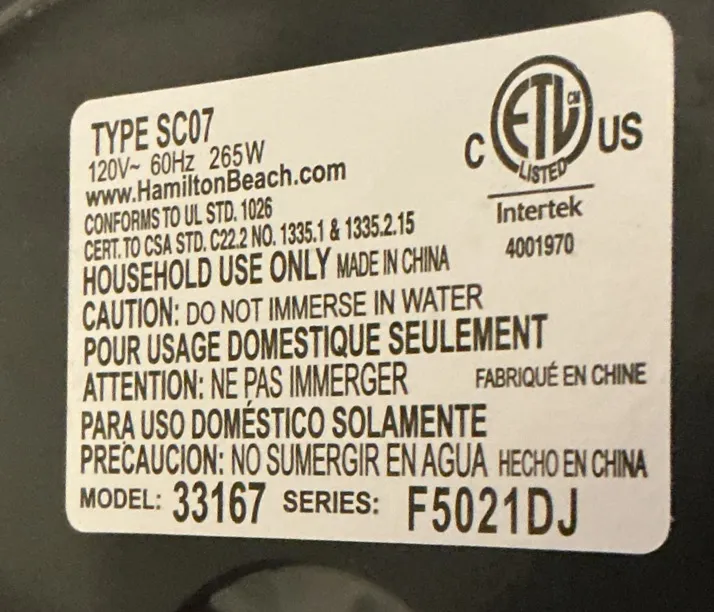 TYPE SC07
120V~ 60Hz 265W
www.HamiltonBeach.com
CONFORMS TO UL STD. 1026
CERT. TO CSA STD. C22.2 NO. 1335.1 & 1335.2.15
HOUSEHOLD USE ONLY MADE IN CHINA
CAUTION: DO NOT IMMERSE IN WATER
POUR USAGE DOMESTIQUE SEULEMENT
ATTENTION: NE PAS IMMERGER FABRIQUÉ EN CHINE
PARA USO DOMÉSTICO SOLAMENTE
PRECAUCION: NO SUMERGIR EN AGUA HECHO EN CHINA
MODEL: 33167 SERIES: F5021DJ
C ETL CM US
LISTED
Intertek
4001970